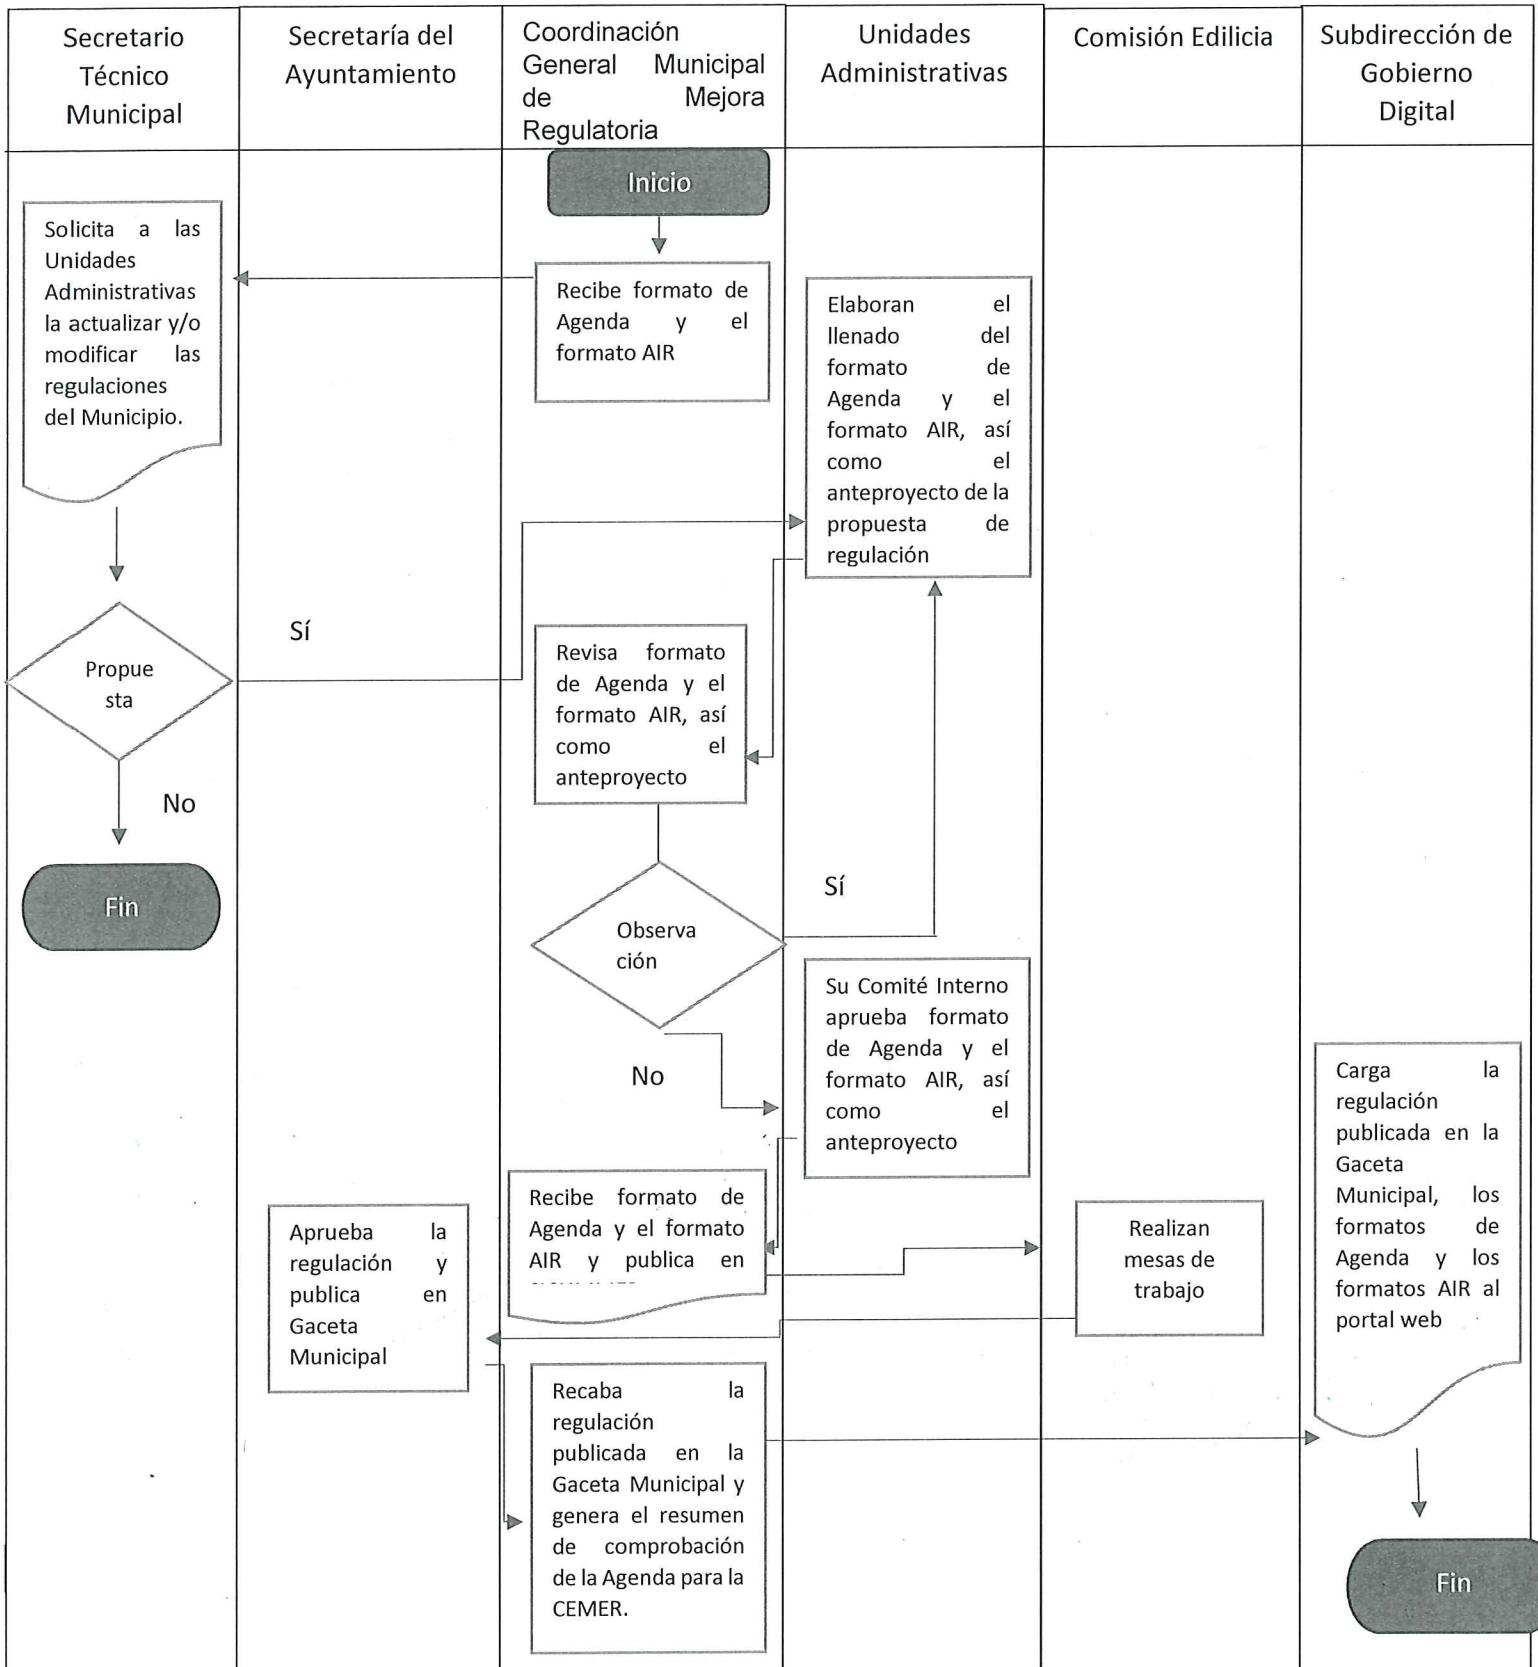 Secretario
Técnico
Municipal
Secretaría del
Ayuntamiento
Coordinación
General Municipal
de Mejora
Regulatoria
Unidades
Administrativas
Comisión Edilicia
Subdirección de
Gobierno
Digital
Inicio
Solicita a las
Unidades
Administrativas
la actualizar y/o
modificar las
regulaciones
del Municipio.
Recibe formato de
Agenda y el
formato AIR
Elaboran el
llenado del
formato de
Agenda y el
formato AIR, así
como el
anteproyecto de la
propuesta de
regulación
Propue
sta
Sí
No
Fin
Revisa formato
de Agenda y el
formato AIR, así
como el
anteproyecto
Observa
ción
Sí
No
Su Comité Interno
aprueba formato
de Agenda y el
formato AIR, así
como el
anteproyecto
Recibe formato de
Agenda y el formato
AIR y publica en
Realizan
mesas de
trabajo
Aprueba la
regulación y
publica en
Gaceta
Municipal
Recaba la
regulación
publicada en la
Gaceta Municipal y
genera el resumen
de comprobación
de la Agenda para la
CEMER.
Carga la
regulación
publicada en la
Gaceta
Municipal, los
formatos de
Agenda y los
formatos AIR al
portal web
Fin